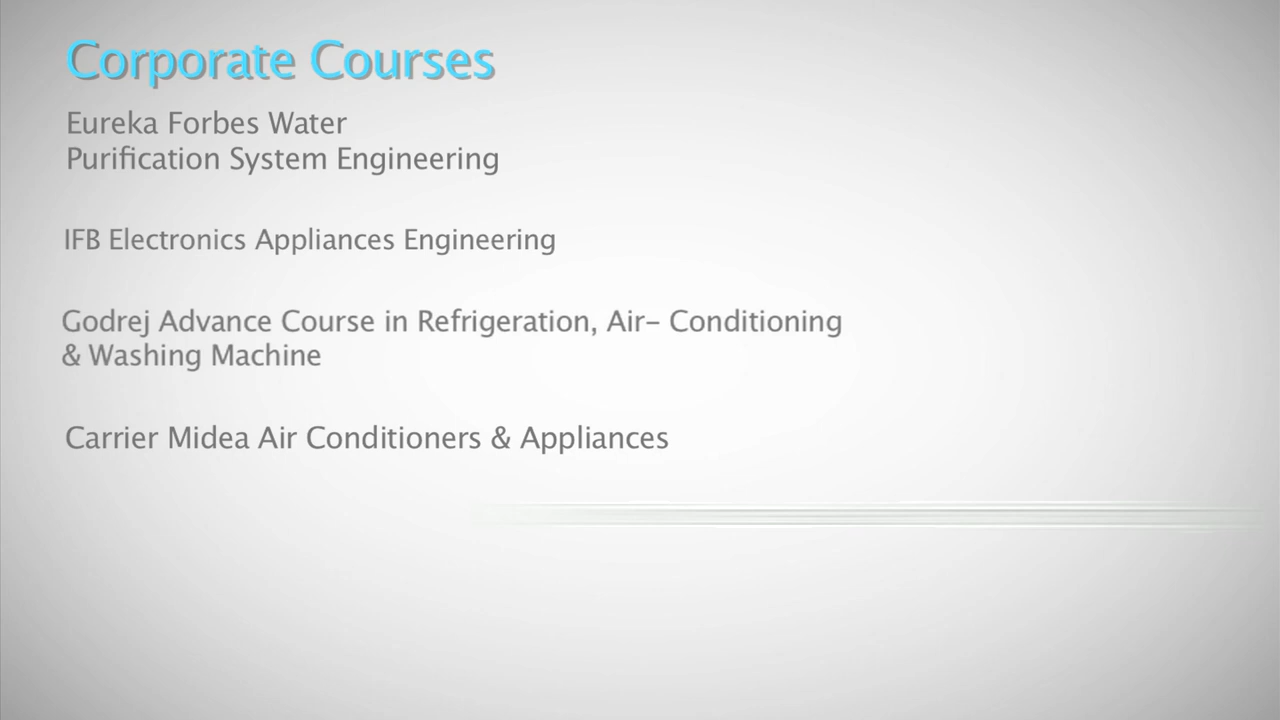 Corporate Courses
Eureka Forbes Water
Purification System Engineering
IFB Electronics Appliances Engineering
Godrej Advance Course in Refrigeration, Air- Conditioning
& Washing Machine
Carrier Midea Air Conditioners & Appliances